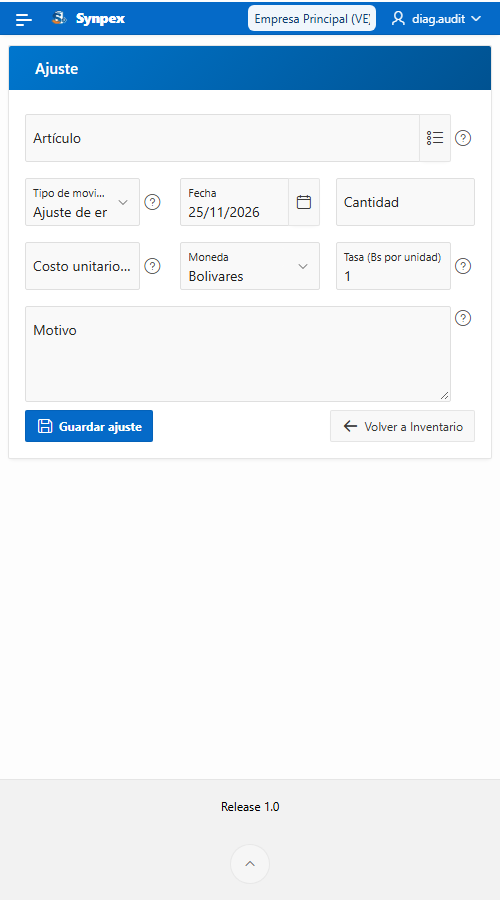 Synpex
Empresa Principal (VE)
diag.audit
Ajuste
Artículo
Tipo de movi...
Ajuste de er
Fecha
25/11/2026
Cantidad
Costo unitario...
Moneda
Bolivares
Tasa (Bs por unidad)
1
Motivo
Guardar ajuste
Volver a Inventario
Release 1.0